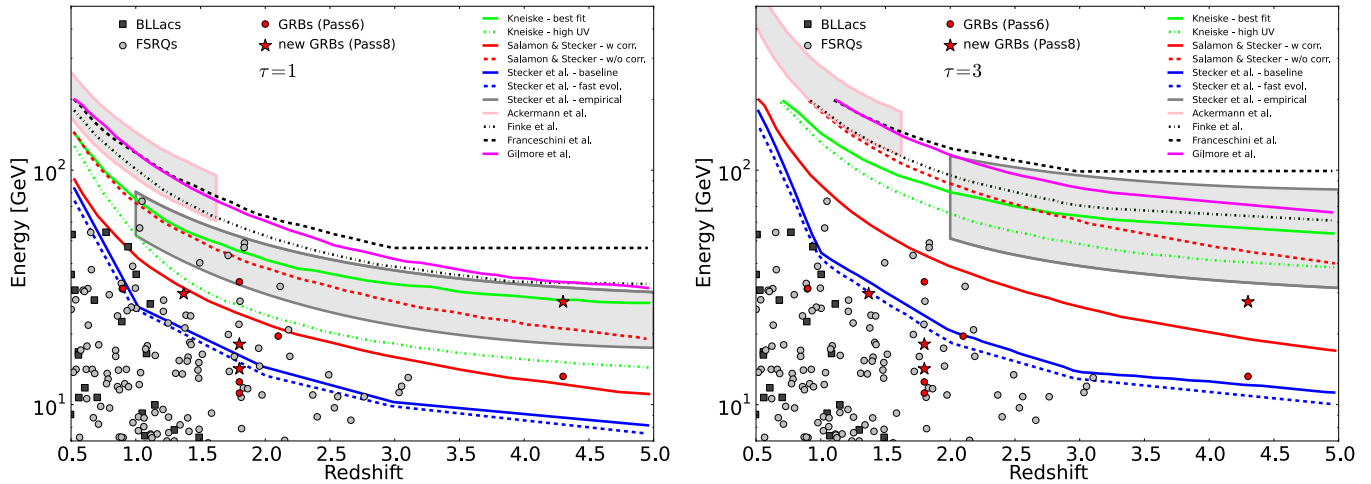 BLLacs
FSRQs
GRBs (Pass6)
new GRBs (Pass8)
τ=1
Kneiske - best fit
Kneiske - high UV
Salamon & Stecker - w corr.
Salamon & Stecker - w/o corr.
Stecker et al. - baseline
Stecker et al. - fast evol.
Stecker et al. - empirical
Ackermann et al.
Finke et al.
Franceschini et al.
Gilmore et al.
Energy [GeV]
10²
10¹
0.5 1.0 1.5 2.0 2.5 3.0 3.5 4.0 4.5 5.0
Redshift
BLLacs
FSRQs
GRBs (Pass6)
new GRBs (Pass8)
τ=3
Kneiske - best fit
Kneiske - high UV
Salamon & Stecker - w corr.
Salamon & Stecker - w/o corr.
Stecker et al. - baseline
Stecker et al. - fast evol.
Stecker et al. - empirical
Ackermann et al.
Finke et al.
Franceschini et al.
Gilmore et al.
Energy [GeV]
10²
10¹
0.5 1.0 1.5 2.0 2.5 3.0 3.5 4.0 4.5 5.0
Redshift